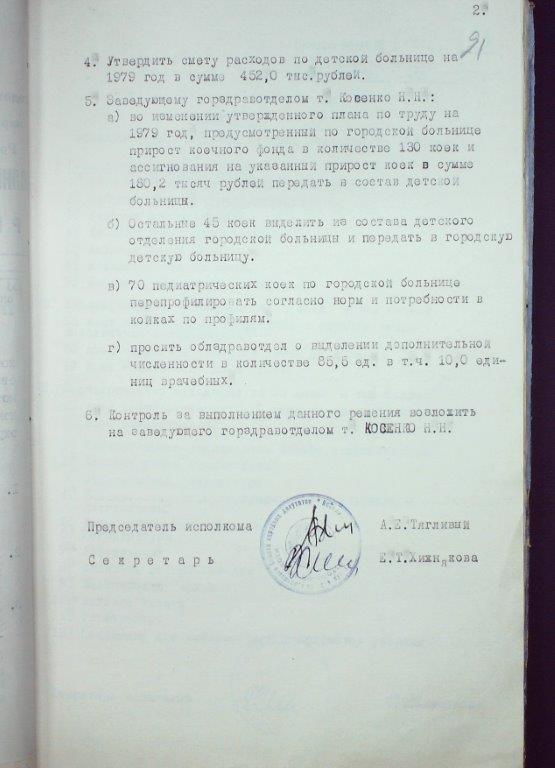 2.
91
4. Утвердить смету расходов по детской больнице на
1979 год в сумме 452,0 тыс.рублей.
5. Заведующему горздравотделом т. Косенко Н.Н.:
а) во изменении утвержденного плана по труду на
1979 год, предусмотренный по городской больнице
прирост коечного фонда в количестве 130 коек и
ассигнования на указанный прирост коек в сумме
180,2 тысяч рублей передать в состав детской
больницы.
б) Остальные 45 коек выделить из состава детского
отделения городской больницы и передать в городскую
детскую больницу.
в) 70 педиатрических коек по городской больнице
перепрофилировать согласно норм и потребности в
койках по профилям.
г) просить облздравотдел о выделении дополнительной
численности в количестве 85,5 ед. в т.ч. 10,0 еди-
ниц врачебных.
6. Контроль за выполнением данного решения возложить
на заведующего горздравотделом т. КОСЕНКО Н.Н.
Председатель исполкома А.Е.Тягливый
Секретарь Е.Т.Хижнякова